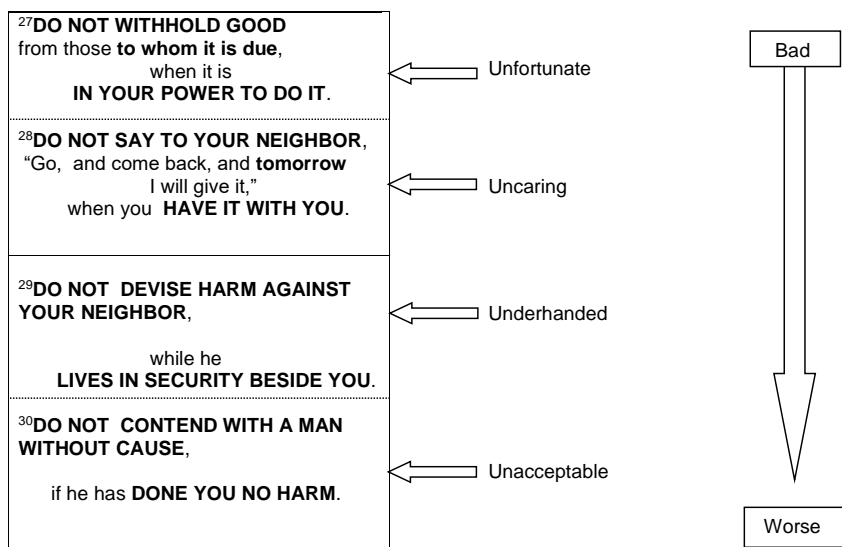 27DO NOT WITHHOLD GOOD
from those to whom it is due,
when it is
IN YOUR POWER TO DO IT.
Unfortunate
28DO NOT SAY TO YOUR NEIGHBOR,
“Go, and come back, and tomorrow
I will give it,”
when you HAVE IT WITH YOU.
Uncaring
29DO NOT DEVISE HARM AGAINST
YOUR NEIGHBOR,
while he
LIVES IN SECURITY BESIDE YOU.
Underhanded
30DO NOT CONTEND WITH A MAN
WITHOUT CAUSE,
if he has DONE YOU NO HARM.
Unacceptable
Bad
Worse